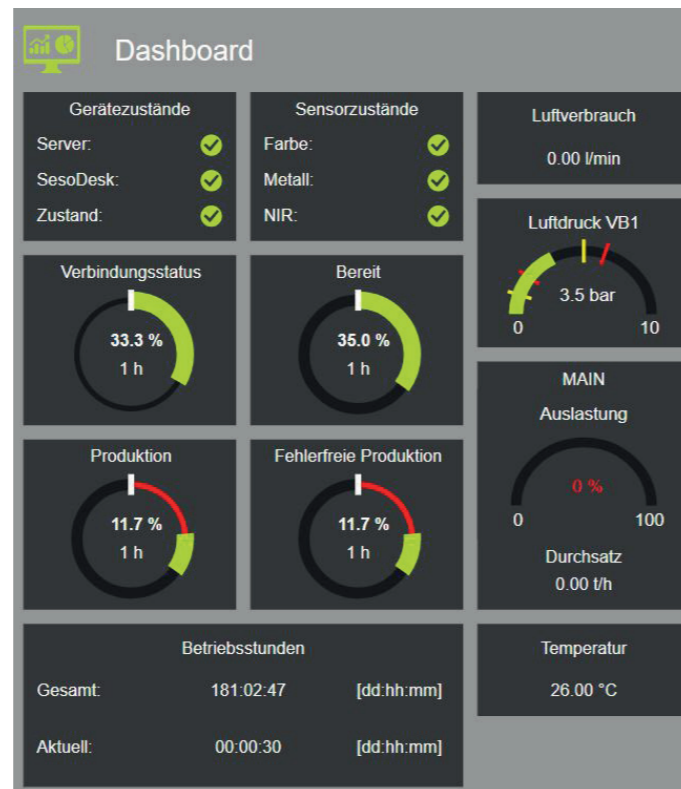 Dashboard
Gerätezustände
Server:
SesoDesk:
Zustand:
Sensorzustände
Farbe:
Metall:
NIR:
Luftverbrauch
0.00 l/min
Luftdruck VB1
3.5 bar
0 10
Verbindungsstatus
33.3 %
1 h
Bereit
35.0 %
1 h
MAIN
Auslastung
0 %
0 100
Durchsatz
0.00 t/h
Produktion
11.7 %
1 h
Fehlerfreie Produktion
11.7 %
1 h
Betriebsstunden
Gesamt: 181:02:47 [dd:hh:mm]
Aktuell: 00:00:30 [dd:hh:mm]
Temperatur
26.00 °C